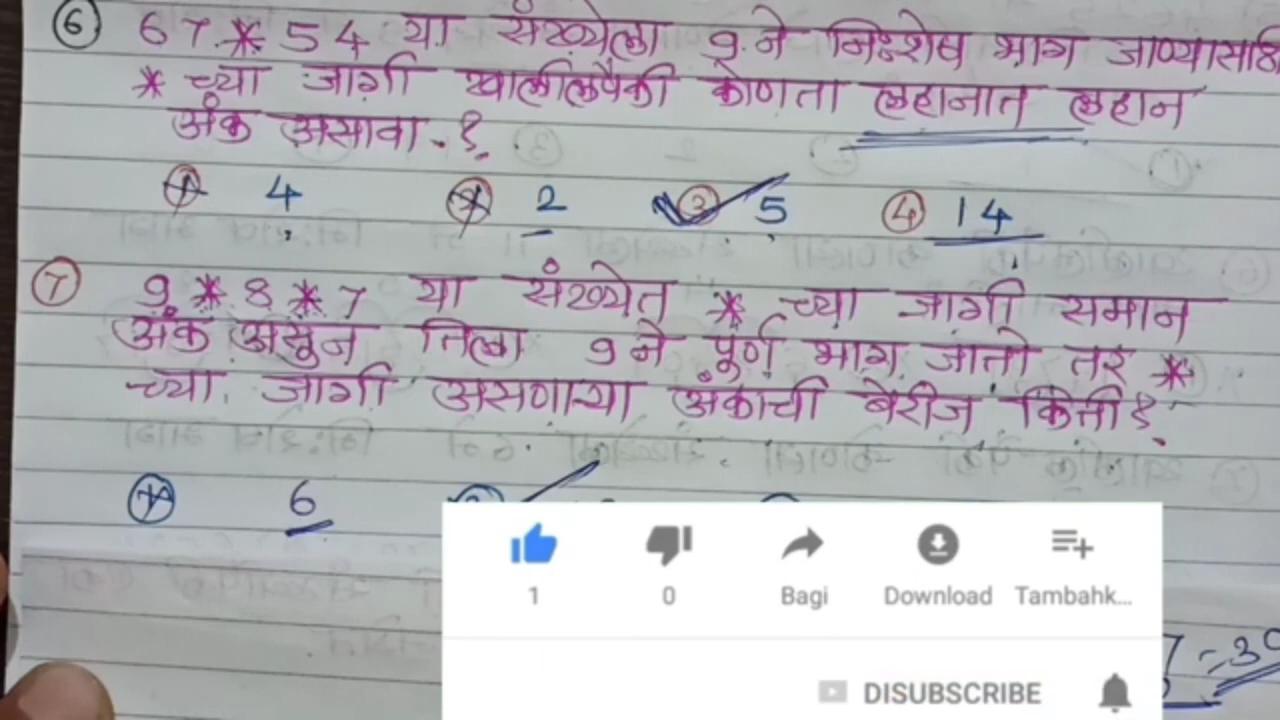 ⑥ 67*54 या संख्येला 9 ने निःशेष भाग जाण्यासाठि
* च्या जागी खालीलपैकी कोणता लहानात लहान
अंक असावा.?
① 4 ② 2 ③ 5 ④ 14
⑦ 9*8*7 या संख्येत * च्या जागी समान
अंक असून तिला 9 ने पूर्ण भाग जातो तर *
च्या जागी असणाऱ्या अंकाची बेरीज किती?
① 6
1 0 Bagi Download Tambahk...
DISUBSCRIBE